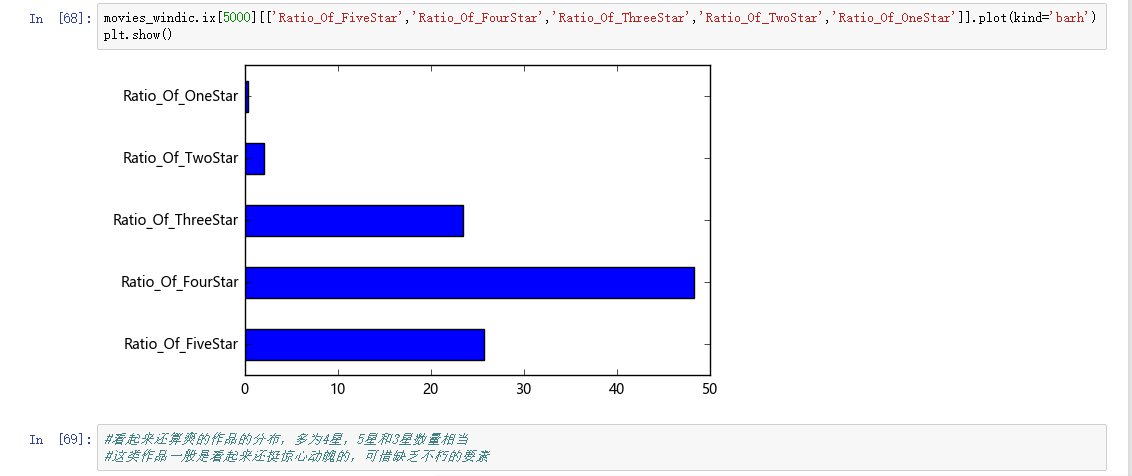 In [68]: movies_windic.ix[5000][['Ratio_Of_FiveStar','Ratio_Of_FourStar','Ratio_Of_ThreeStar','Ratio_Of_TwoStar','Ratio_Of_OneStar']].plot(kind='barh')
plt.show()
Ratio_Of_OneStar
Ratio_Of_TwoStar
Ratio_Of_ThreeStar
Ratio_Of_FourStar
Ratio_Of_FiveStar
0 10 20 30 40 50
In [69]: #看起来还算爽的作品的分布，多为4星，5星和3星数量相当
#这类作品一般是看起来还挺惊心动魄的，可惜缺乏不朽的要素